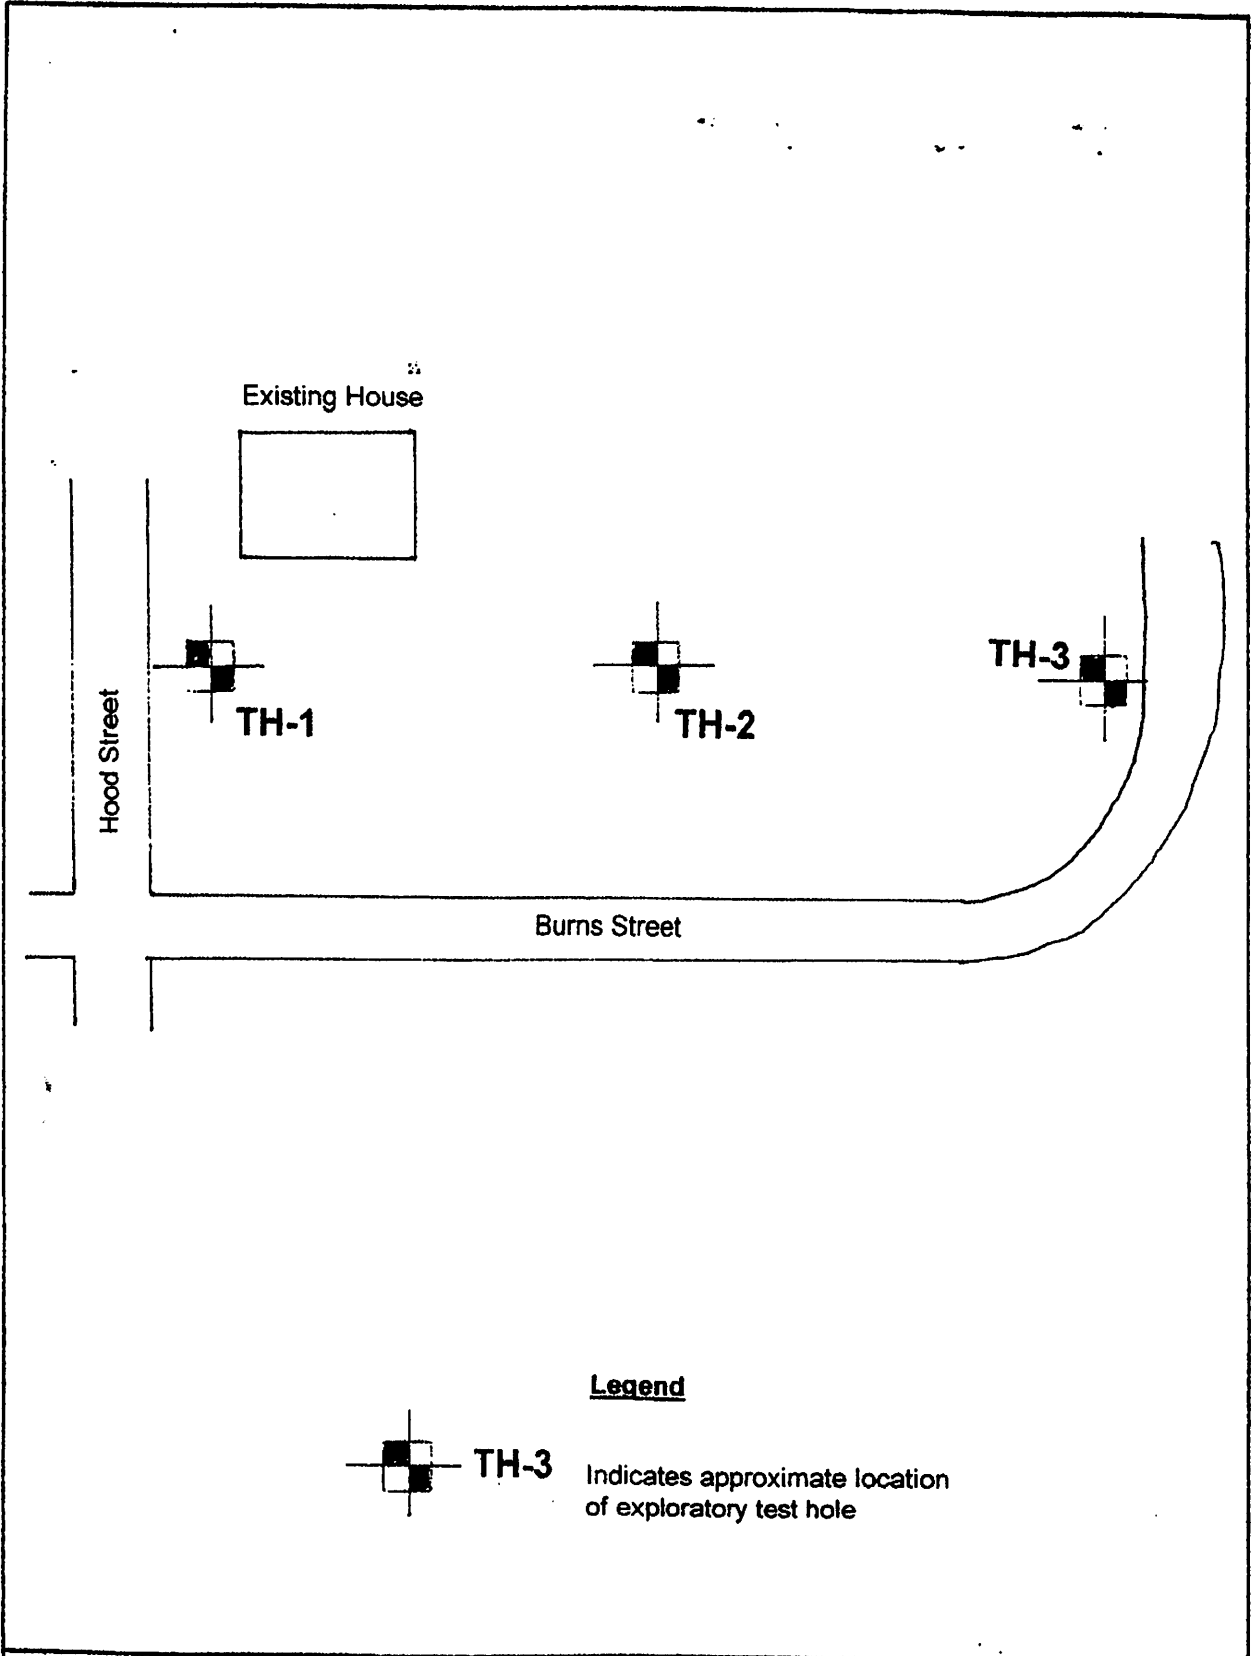 Existing House
TH-3
TH-1
TH-2
Hood Street
Burns Street
Legend
TH-3
Indicates approximate location
of exploratory test hole